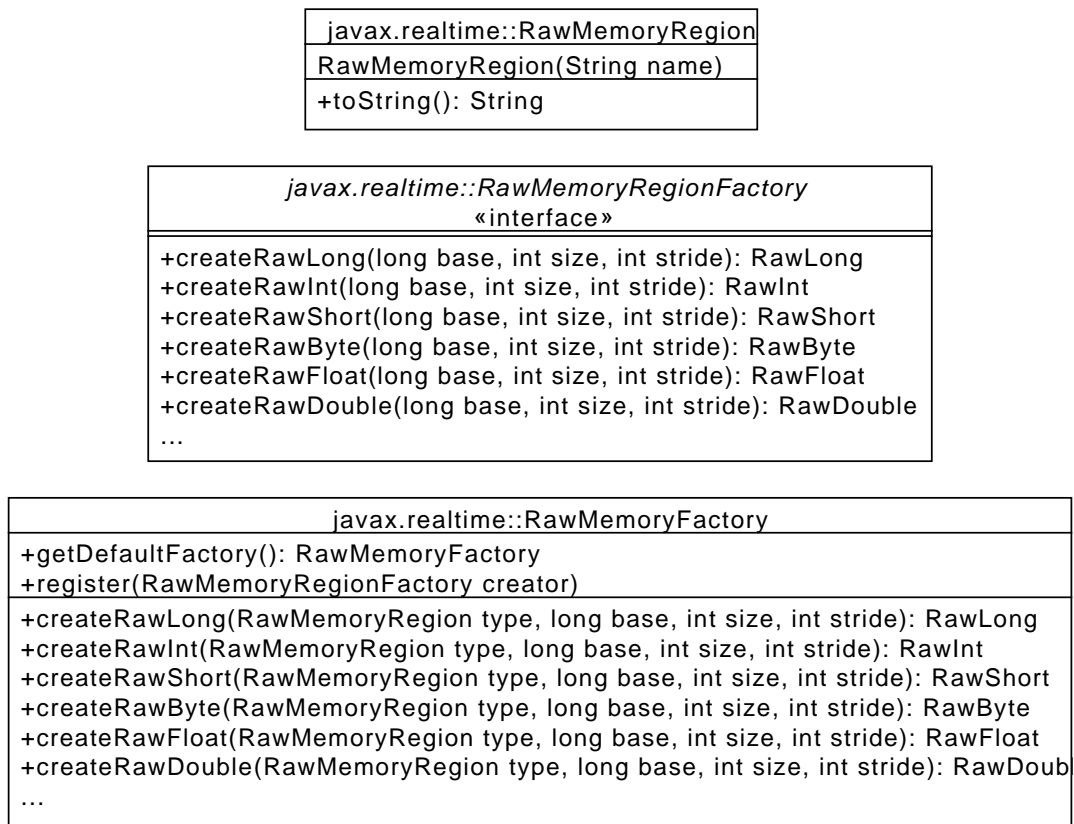 javax.realtime::RawMemoryRegion
RawMemoryRegion(String name)
+toString(): String
javax.realtime::RawMemoryRegionFactory
«interface»
+createRawLong(long base, int size, int stride): RawLong
+createRawInt(long base, int size, int stride): RawInt
+createRawShort(long base, int size, int stride): RawShort
+createRawByte(long base, int size, int stride): RawByte
+createRawFloat(long base, int size, int stride): RawFloat
+createRawDouble(long base, int size, int stride): RawDouble
...
javax.realtime::RawMemoryFactory
+getDefaultFactory(): RawMemoryFactory
+register(RawMemoryRegionFactory creator)
+createRawLong(RawMemoryRegion type, long base, int size, int stride): RawLong
+createRawInt(RawMemoryRegion type, long base, int size, int stride): RawInt
+createRawShort(RawMemoryRegion type, long base, int size, int stride): RawShort
+createRawByte(RawMemoryRegion type, long base, int size, int stride): RawByte
+createRawFloat(RawMemoryRegion type, long base, int size, int stride): RawFloat
+createRawDouble(RawMemoryRegion type, long base, int size, int stride): RawDoubl
...